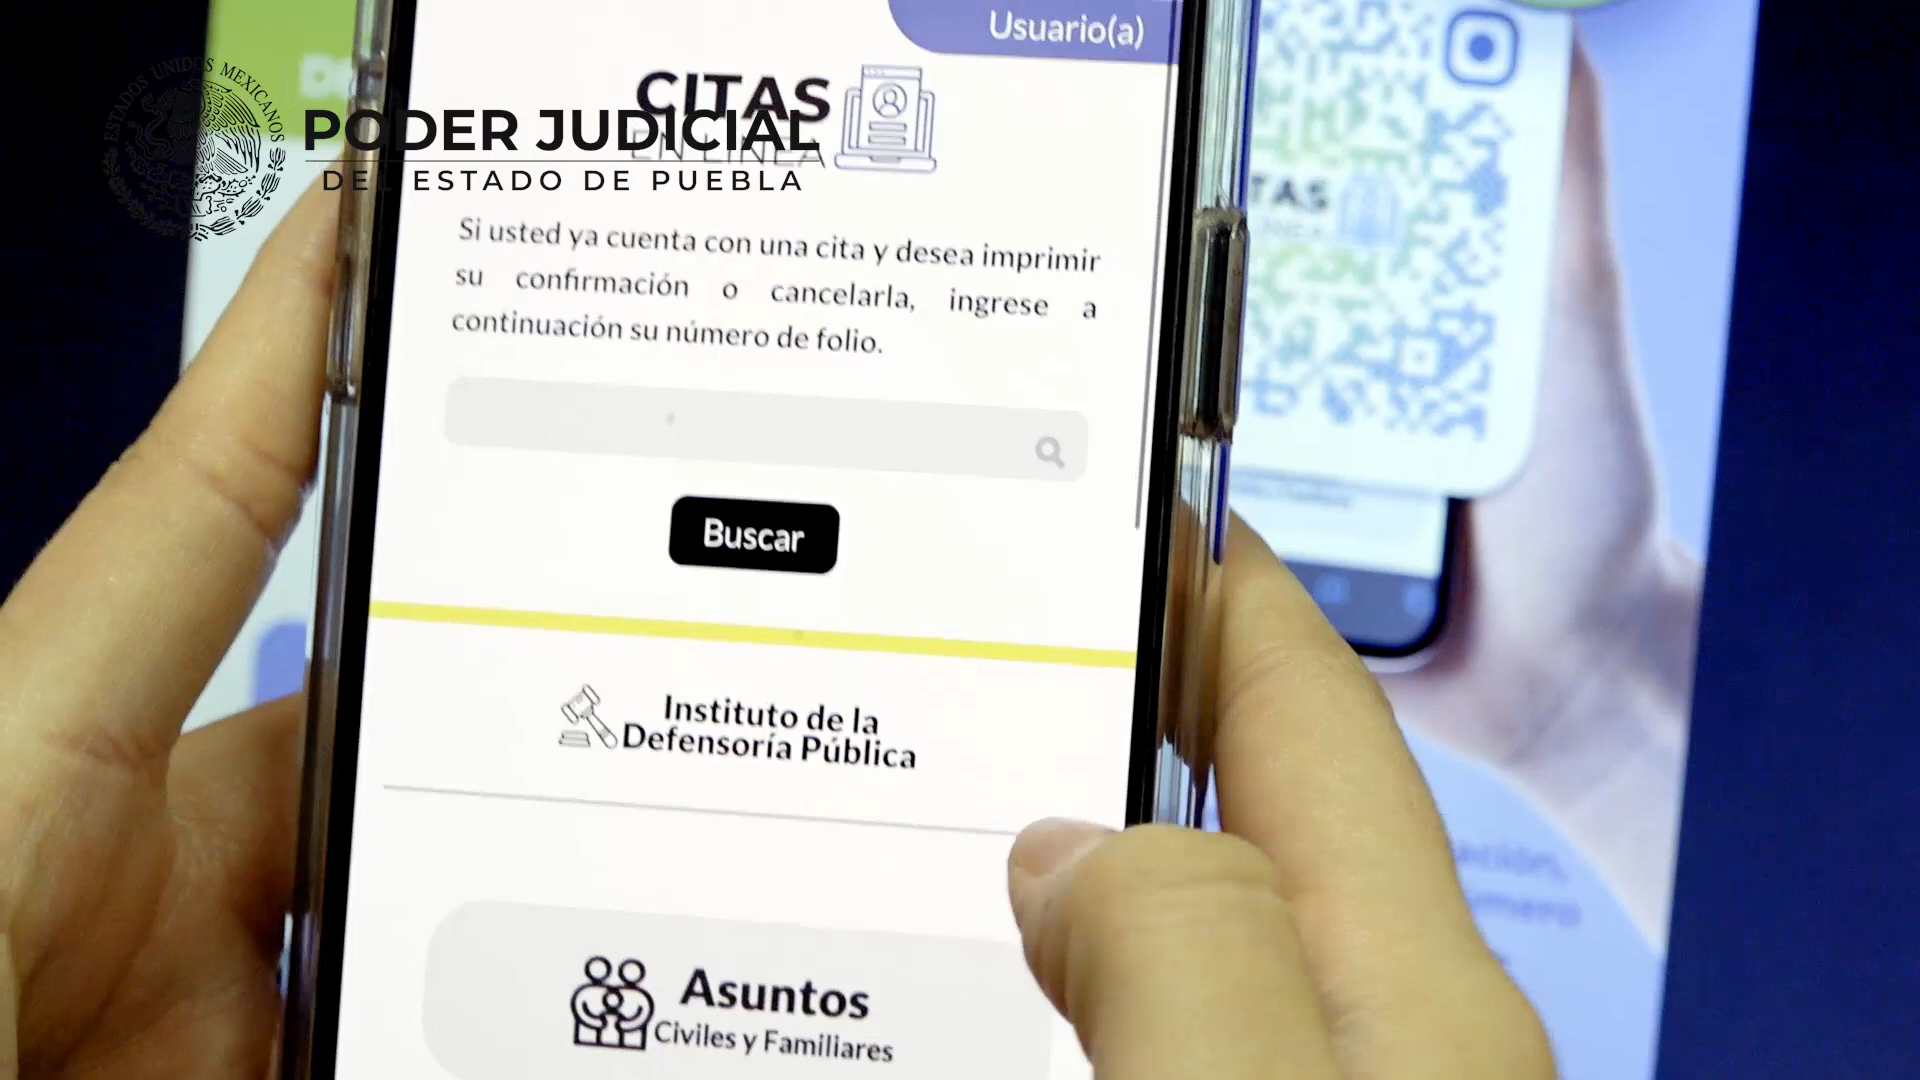 Usuario(a)
CITAS
EN LÍNEA
ESTADOS UNIDOS MEXICANOS
PODER JUDICIAL
DEL ESTADO DE PUEBLA
Si usted ya cuenta con una cita y desea imprimir
su confirmación o cancelarla, ingrese a
continuación su número de folio.
Buscar
Instituto de la
Defensoría Pública
Asuntos
Civiles y Familiares
TAS